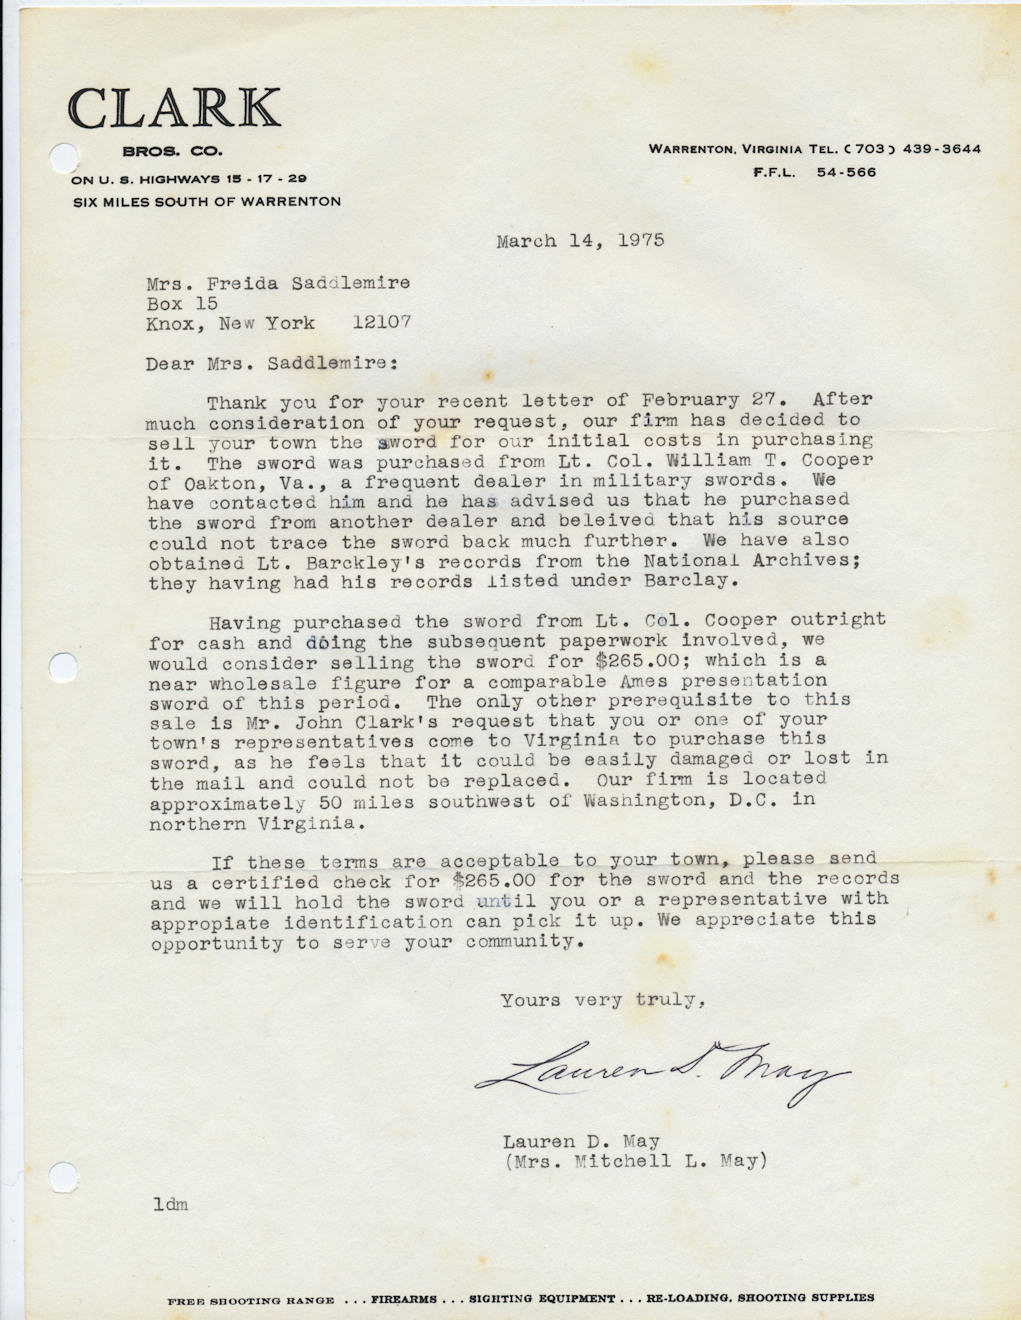 CLARK
BROS. CO.
ON U. S. HIGHWAYS 15 - 17 - 29
SIX MILES SOUTH OF WARRENTON
WARRENTON, VIRGINIA TEL. (703) 439-3644
F.F.L. 54-566
March 14, 1975
Mrs. Freida Saddlemire
Box 15
Knox, New York 12107
Dear Mrs. Saddlemire:
Thank you for your recent letter of February 27. After
much consideration of your request, our firm has decided to
sell your town the sword for our initial costs in purchasing
it. The sword was purchased from Lt. Col. William T. Cooper
of Oakton, Va., a frequent dealer in military swords. We
have contacted him and he has advised us that he purchased
the sword from another dealer and beleived that his source
could not trace the sword back much further. We have also
obtained Lt. Barckley's records from the National Archives;
they having had his records listed under Barclay.
Having purchased the sword from Lt. Col. Cooper outright
for cash and doing the subsequent paperwork involved, we
would consider selling the sword for $265.00; which is a
near wholesale figure for a comparable Ames presentation
sword of this period. The only other prerequisite to this
sale is Mr. John Clark's request that you or one of your
town's representatives come to Virginia to purchase this
sword, as he feels that it could be easily damaged or lost in
the mail and could not be replaced. Our firm is located
approximately 50 miles southwest of Washington, D.C. in
northern Virginia.
If these terms are acceptable to your town, please send
us a certified check for $265.00 for the sword and the records
and we will hold the sword until you or a representative with
appropiate identification can pick it up. We appreciate this
opportunity to serve your community.
Yours very truly,
Lauren D. May
Lauren D. May
(Mrs. Mitchell L. May)
ldm
FREE SHOOTING RANGE ... FIREARMS ... SIGHTING EQUIPMENT ... RE-LOADING, SHOOTING SUPPLIES